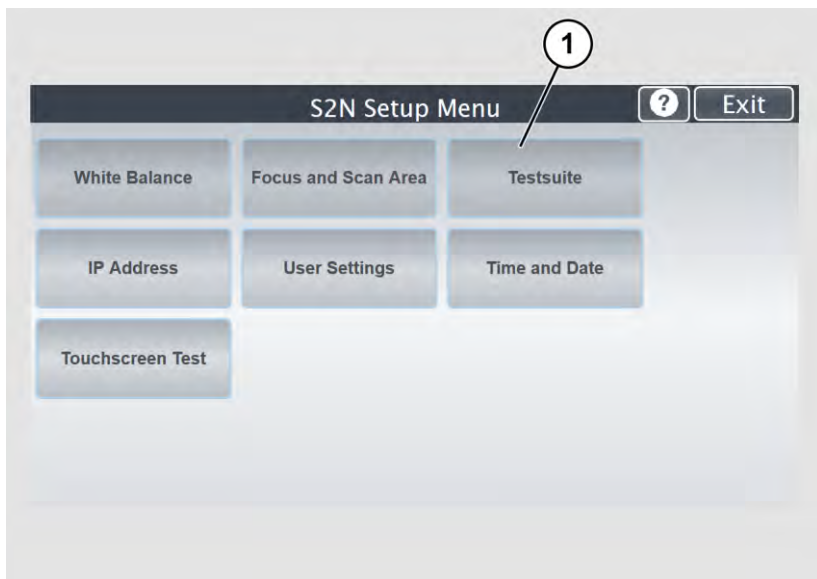 1
S2N Setup Menu ? Exit
White Balance Focus and Scan Area Testsuite
IP Address User Settings Time and Date
Touchscreen Test